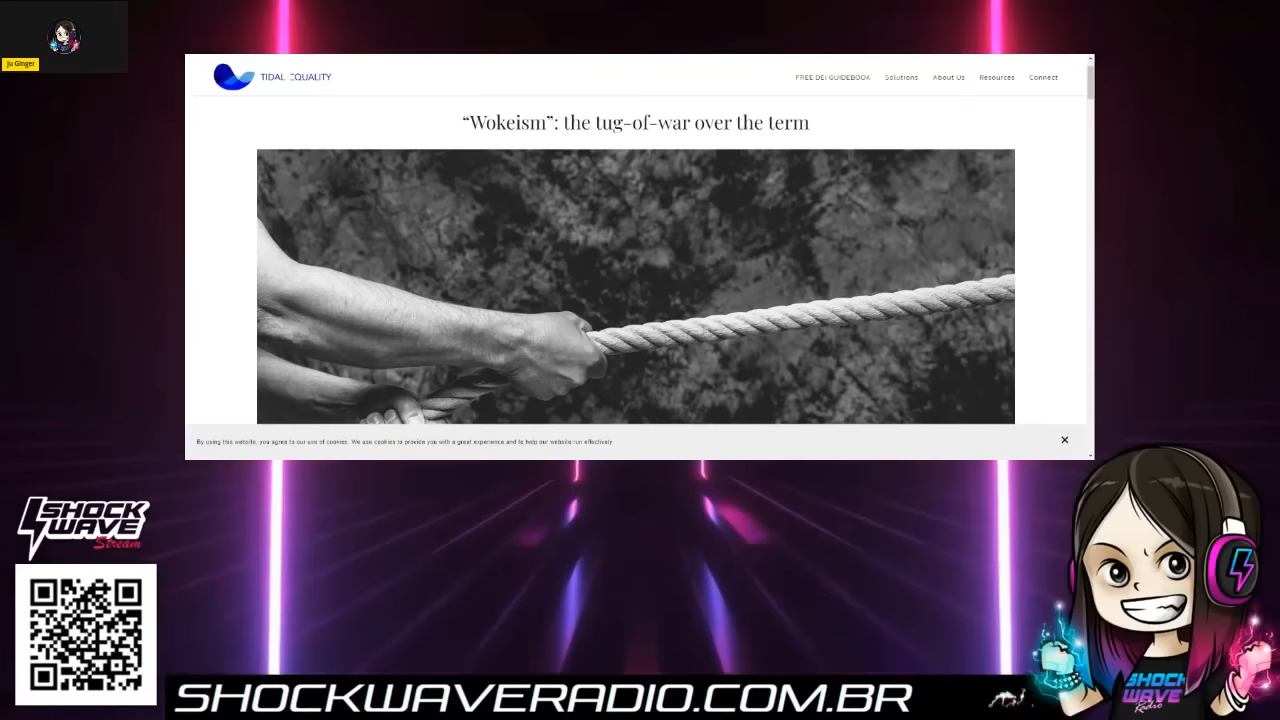 Ju Ginger
TIDAL EQUALITY
FREE DEI GUIDEBOOK
Solutions
About Us
Resources
Connect
“Wokeism”: the tug-of-war over the term
By using this website, you agree to our use of cookies. We use cookies to provide you with a great experience and to help our website run effectively
SHOCK
WAVE
Stream
SHOCKWAVERADIO.COM.BR
SHOCK
WAVE
Radio